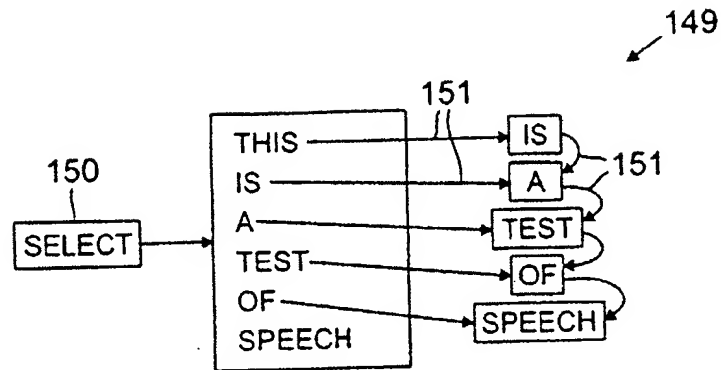 149
151
THIS IS
IS A 151
150 A TEST
SELECT TEST OF
OF SPEECH
SPEECH